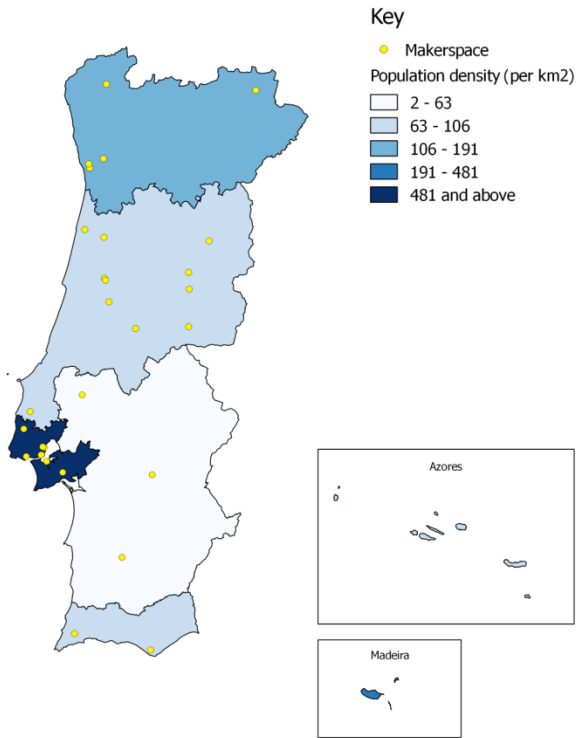 Key
Makerspace
Population density (per km2)
2 - 63
63 - 106
106 - 191
191 - 481
481 and above
Azores
Madeira